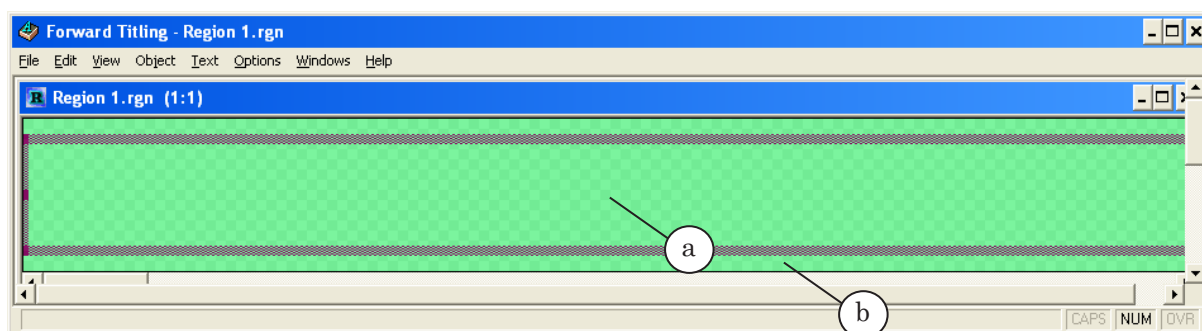 Forward Titling - Region 1.rgn
File Edit View Object Text Options Windows Help
R Region 1.rgn (1:1)
a
b
CAPS NUM OVR